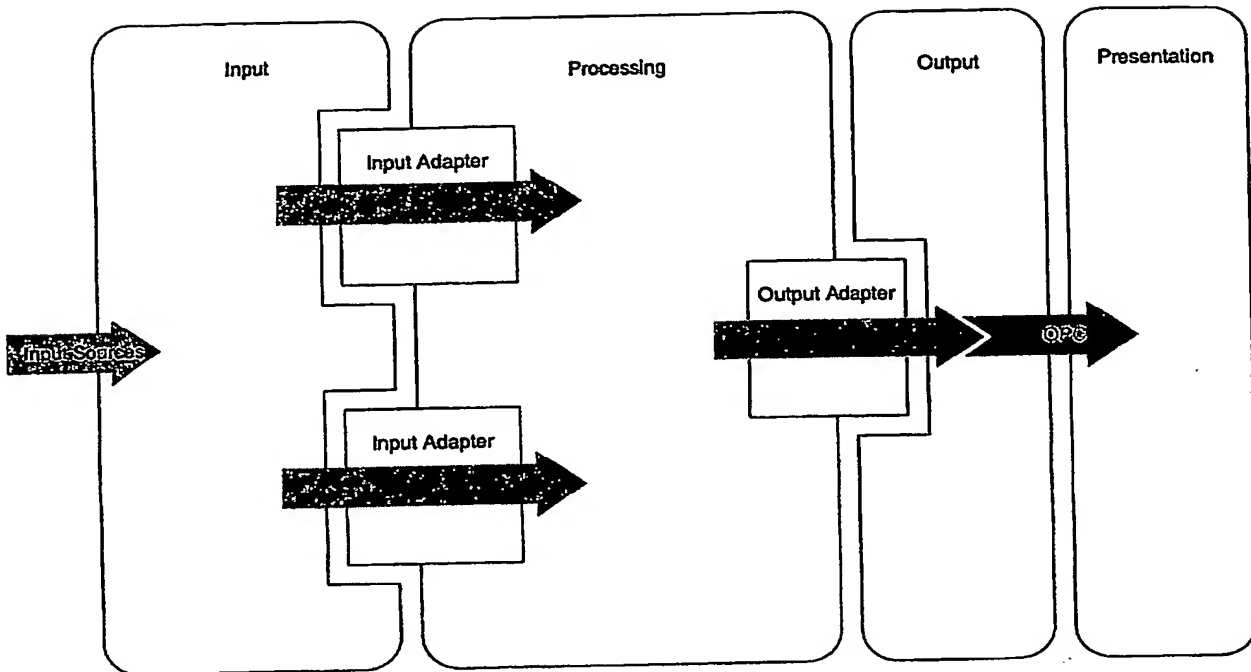 Input
Processing
Output
Presentation
Input Adapter
Output Adapter
Input Sources
OPC
Input Adapter